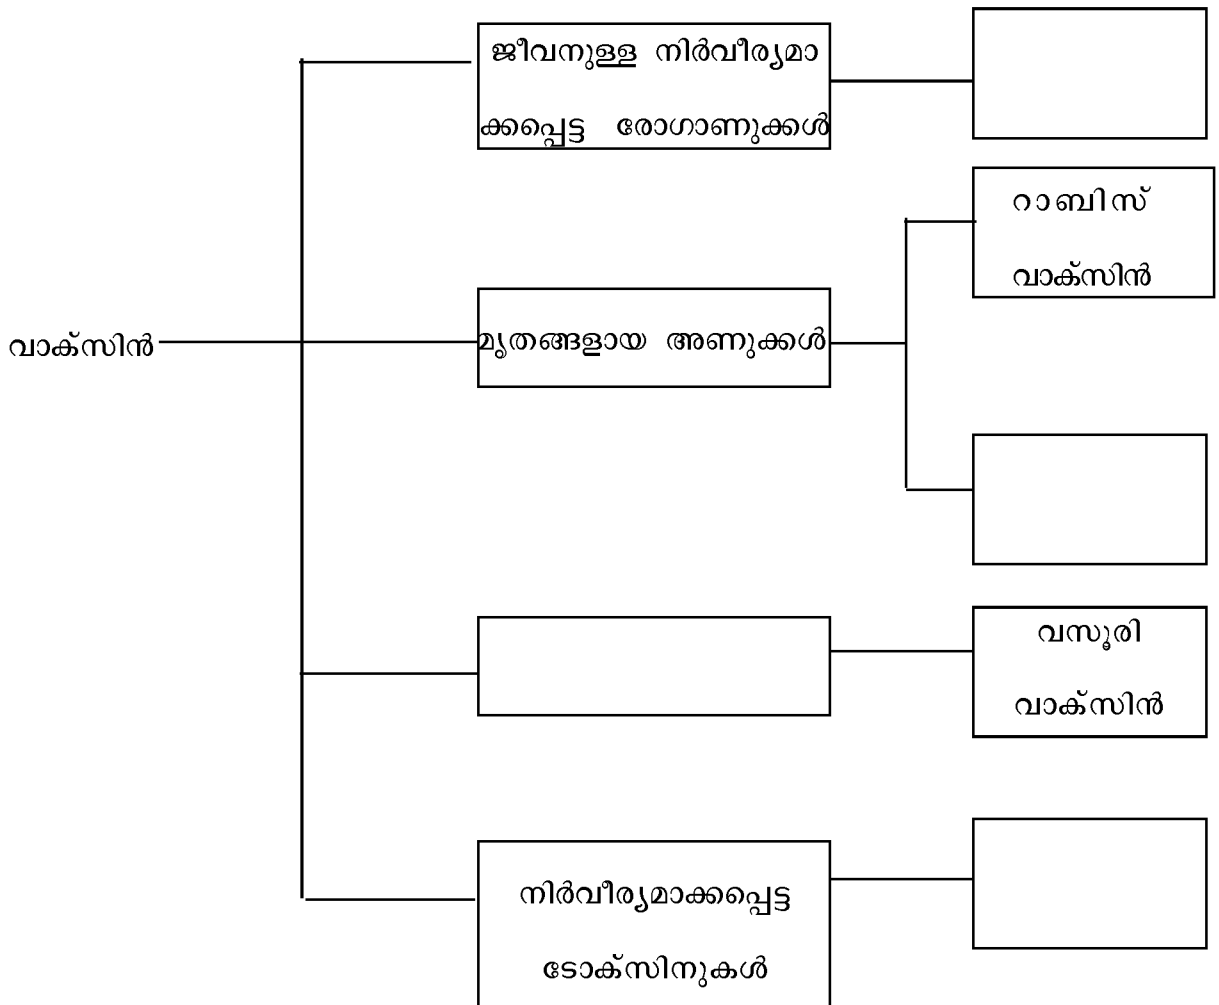 ജീവനുള്ള നിർവീര്യമാ
ക്കപ്പെട്ട രോഗാണുക്കൾ
റാബിസ്
വാക്സിൻ
വാക്സിൻ
മൃതങ്ങളായ അണുക്കൾ
വസൂരി
വാക്സിൻ
നിർവീര്യമാക്കപ്പെട്ട
ടോക്സിനുകൾ